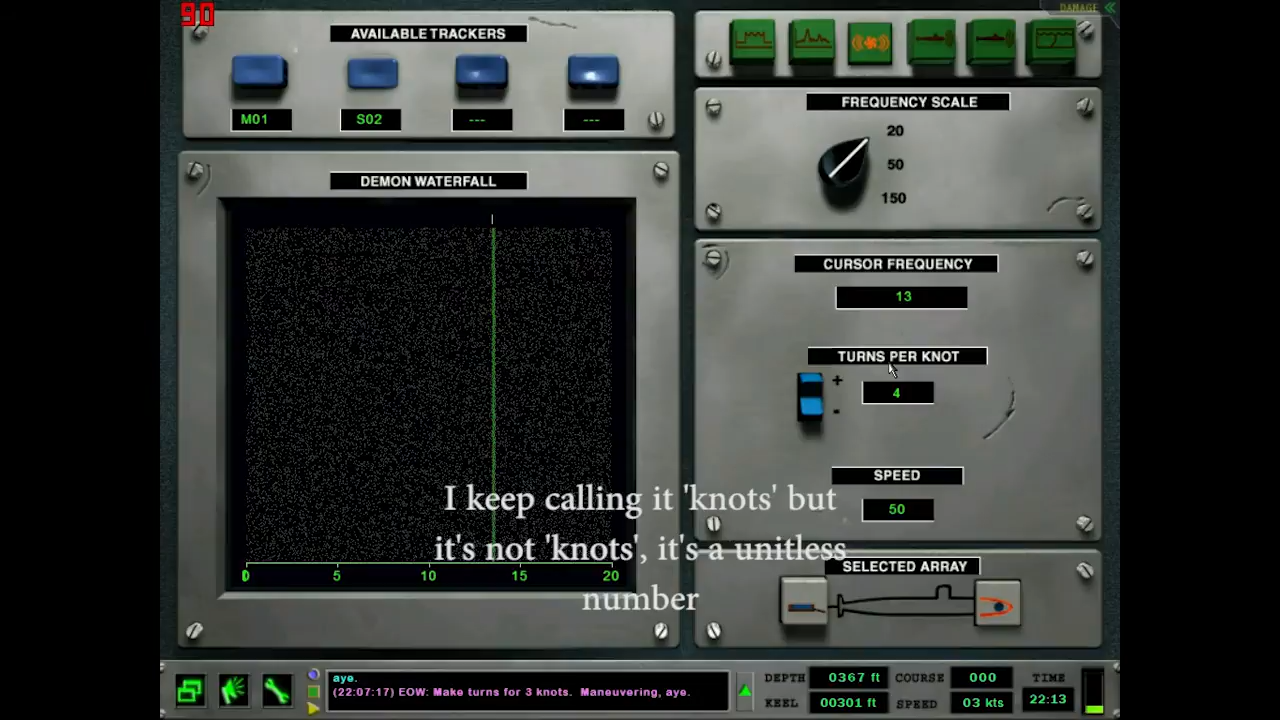 90
DAMAGE
AVAILABLE TRACKERS
M01
S02
---
---
DEMON WATERFALL
0 5 10 15 20
FREQUENCY SCALE
20
50
150
CURSOR FREQUENCY
13
TURNS PER KNOT
+
4
-
SPEED
50
SELECTED ARRAY
I keep calling it 'knots' but
it's not 'knots', it's a unitless
number
aye.
(22:07:17) EOW: Make turns for 3 knots. Maneuvering, aye.
DEPTH 0367 ft COURSE 000 TIME
KEEL 00301 ft SPEED 03 kts 22:13